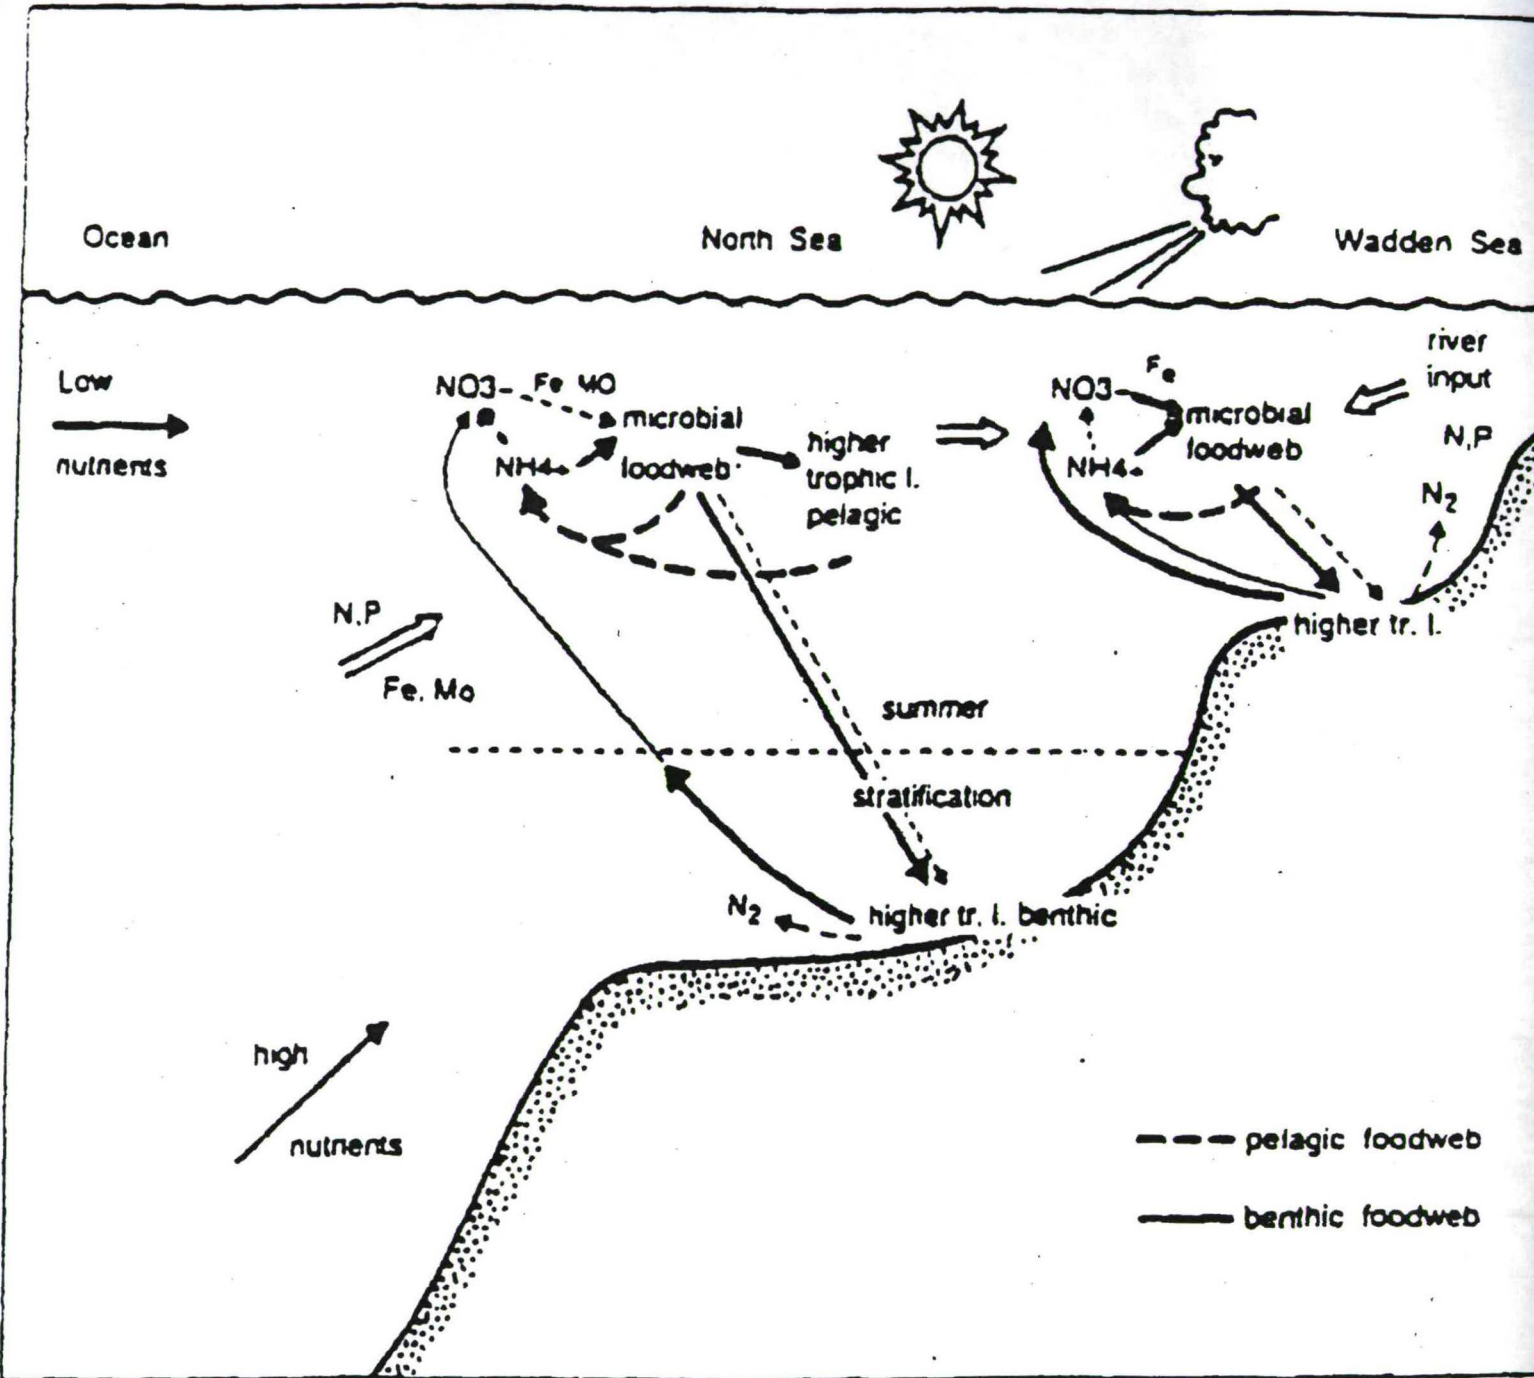 Ocean
North Sea
Wadden Sea
Low
nutrients
NO3-
Fe MO
microbial
NH4+
foodweb
higher
trophic l.
pelagic
NO3
Fe
microbial
foodweb
NH4+
river
input
N,P
N2
higher tr. l.
N,P
Fe, Mo
summer
stratification
N2
higher tr. l. benthic
high
nutrients
pelagic foodweb
benthic foodweb